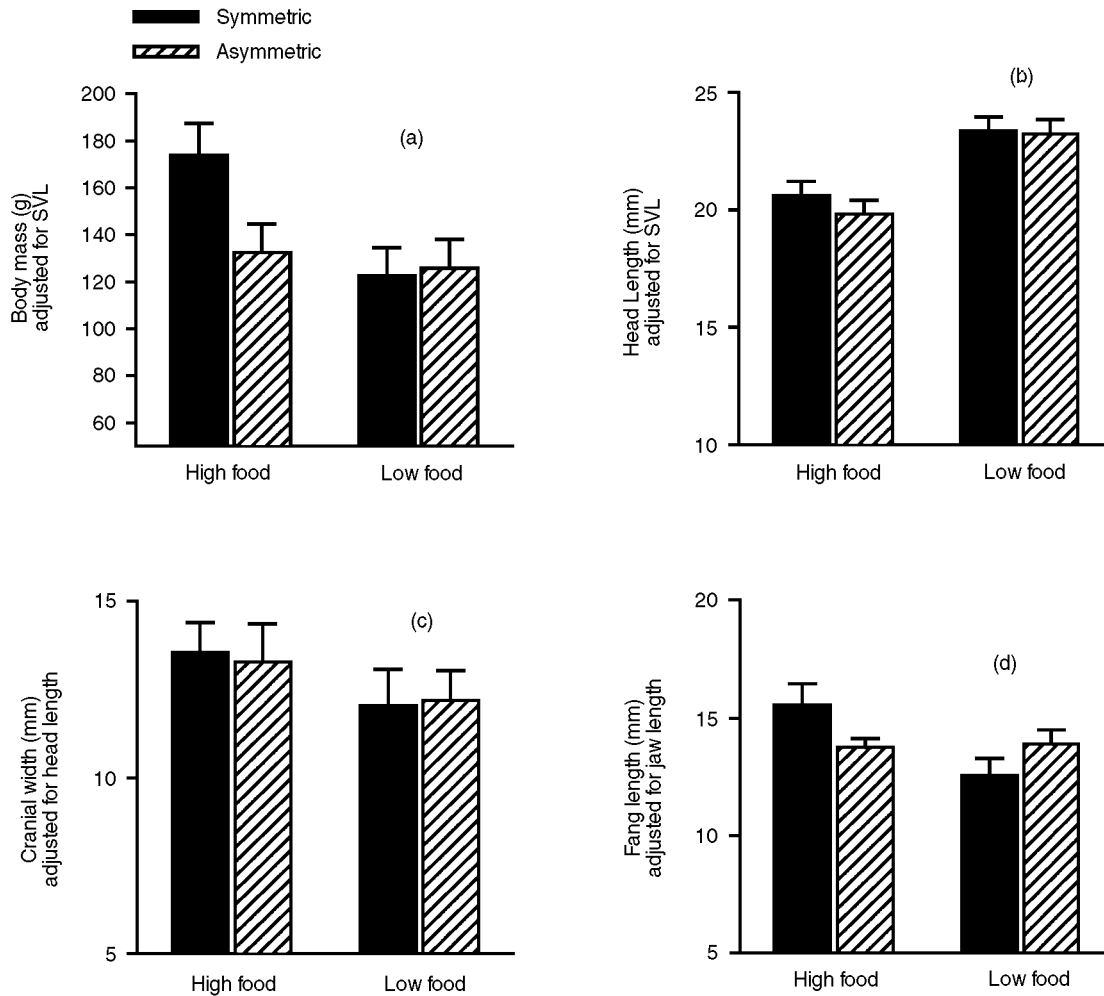 Symmetric
Asymmetric
(a)
200
180
160
140
120
100
80
60
Body mass (g)
adjusted for SVL
High food
Low food
(b)
25
20
15
10
Head Length (mm)
adjusted for SVL
High food
Low food
(c)
15
10
5
Cranial width (mm)
adjusted for head length
High food
Low food
(d)
20
15
10
5
Fang length (mm)
adjusted for jaw length
High food
Low food